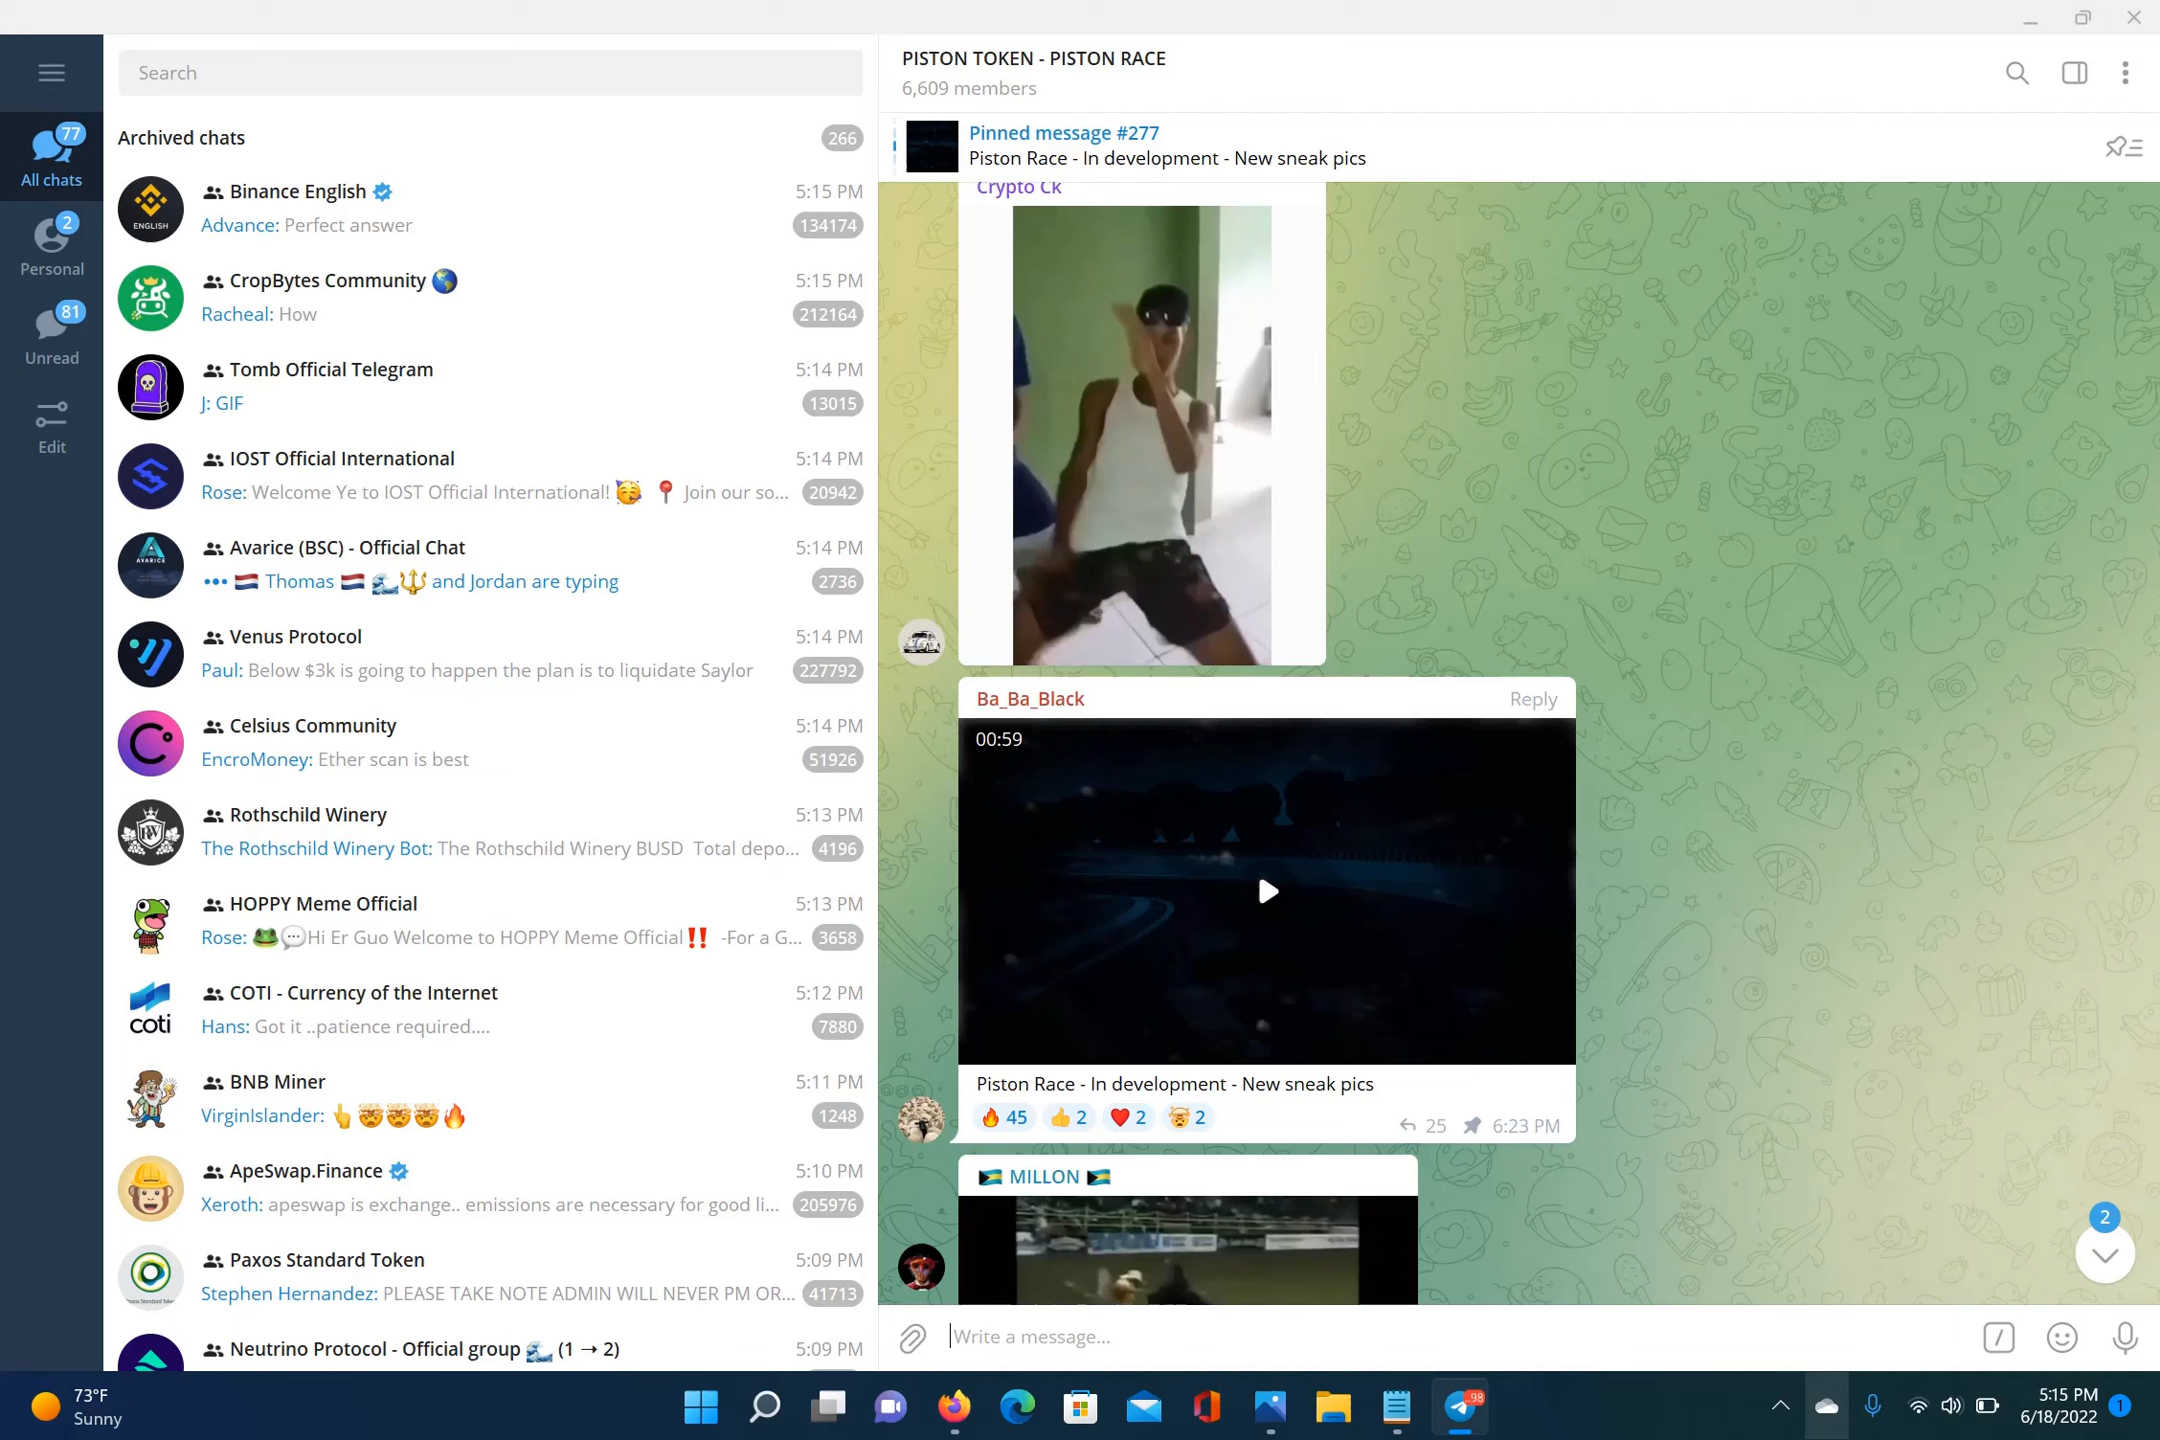 Search
Archived chats
266
Binance English
5:15 PM
Advance: Perfect answer
134174
CropBytes Community 🌎
5:15 PM
Racheal: How
212164
Tomb Official Telegram
5:14 PM
J: GIF
13015
IOST Official International
5:14 PM
Rose: Welcome Ye to IOST Official International! 🥳 📍 Join our so...
20942
Avarice (BSC) - Official Chat
5:14 PM
🇳🇱 Thomas 🇳🇱 🌊🔱 and Jordan are typing
2736
Venus Protocol
5:14 PM
Paul: Below $3k is going to happen the plan is to liquidate Saylor
227792
Celsius Community
5:14 PM
EncroMoney: Ether scan is best
51926
Rothschild Winery
5:13 PM
The Rothschild Winery Bot: The Rothschild Winery BUSD Total depo...
4196
HOPPY Meme Official
5:13 PM
Rose: 🐸💬Hi Er Guo Welcome to HOPPY Meme Official‼️ -For a G...
3658
COTI - Currency of the Internet
5:12 PM
Hans: Got it ..patience required....
7880
BNB Miner
5:11 PM
VirginIslander: 👆🤯🤯🤯🔥
1248
ApeSwap.Finance
5:10 PM
Xeroth: apeswap is exchange.. emissions are necessary for good li...
205976
Paxos Standard Token
5:09 PM
Stephen Hernandez: PLEASE TAKE NOTE ADMIN WILL NEVER PM OR...
41713
Neutrino Protocol - Official group 🌊 (1 → 2)
5:09 PM
77
All chats
2
Personal
81
Unread
Edit
ENGLISH
AVARICE
RW
coti
PISTON TOKEN - PISTON RACE
6,609 members
Pinned message #277
Piston Race - In development - New sneak pics
Crypto Ck
Ba_Ba_Black
Reply
00:59
Piston Race - In development - New sneak pics
🔥 45 👍 2 ❤️ 2 🤯 2
25
6:23 PM
🇧🇸 MILLON 🇧🇸
2
Write a message...
73°F
Sunny
98
5:15 PM
6/18/2022
1